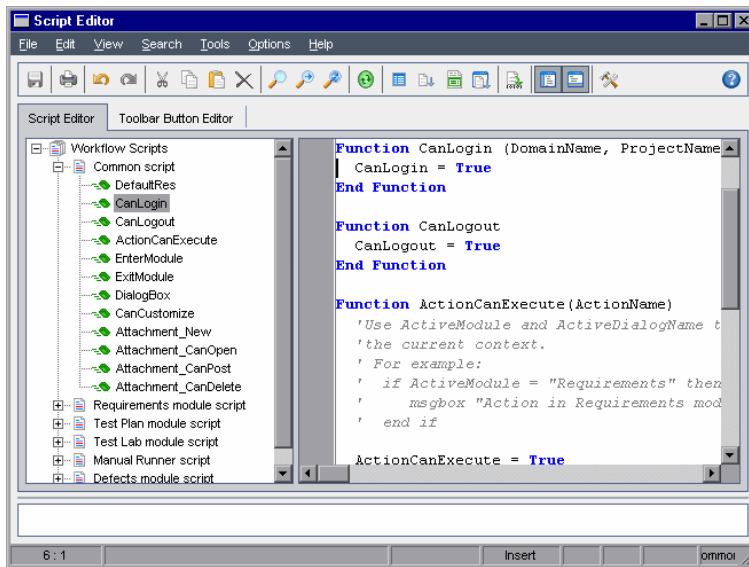 Script Editor
File Edit View Search Tools Options Help
Script Editor Toolbar Button Editor
Workflow Scripts
Common script
DefaultRes
CanLogin
CanLogout
ActionCanExecute
EnterModule
ExitModule
DialogBox
CanCustomize
Attachment_New
Attachment_CanOpen
Attachment_CanPost
Attachment_CanDelete
Requirements module script
Test Plan module script
Test Lab module script
Manual Runner script
Defects module script
Function CanLogin (DomainName, ProjectName
CanLogin = True
End Function
Function CanLogout
CanLogout = True
End Function
Function ActionCanExecute(ActionName)
'Use ActiveModule and ActiveDialogName t
'the current context.
' For example:
' if ActiveModule = "Requirements" then
' msgbox "Action in Requirements mod
' end if
ActionCanExecute = True
6 : 1 Insert ommon